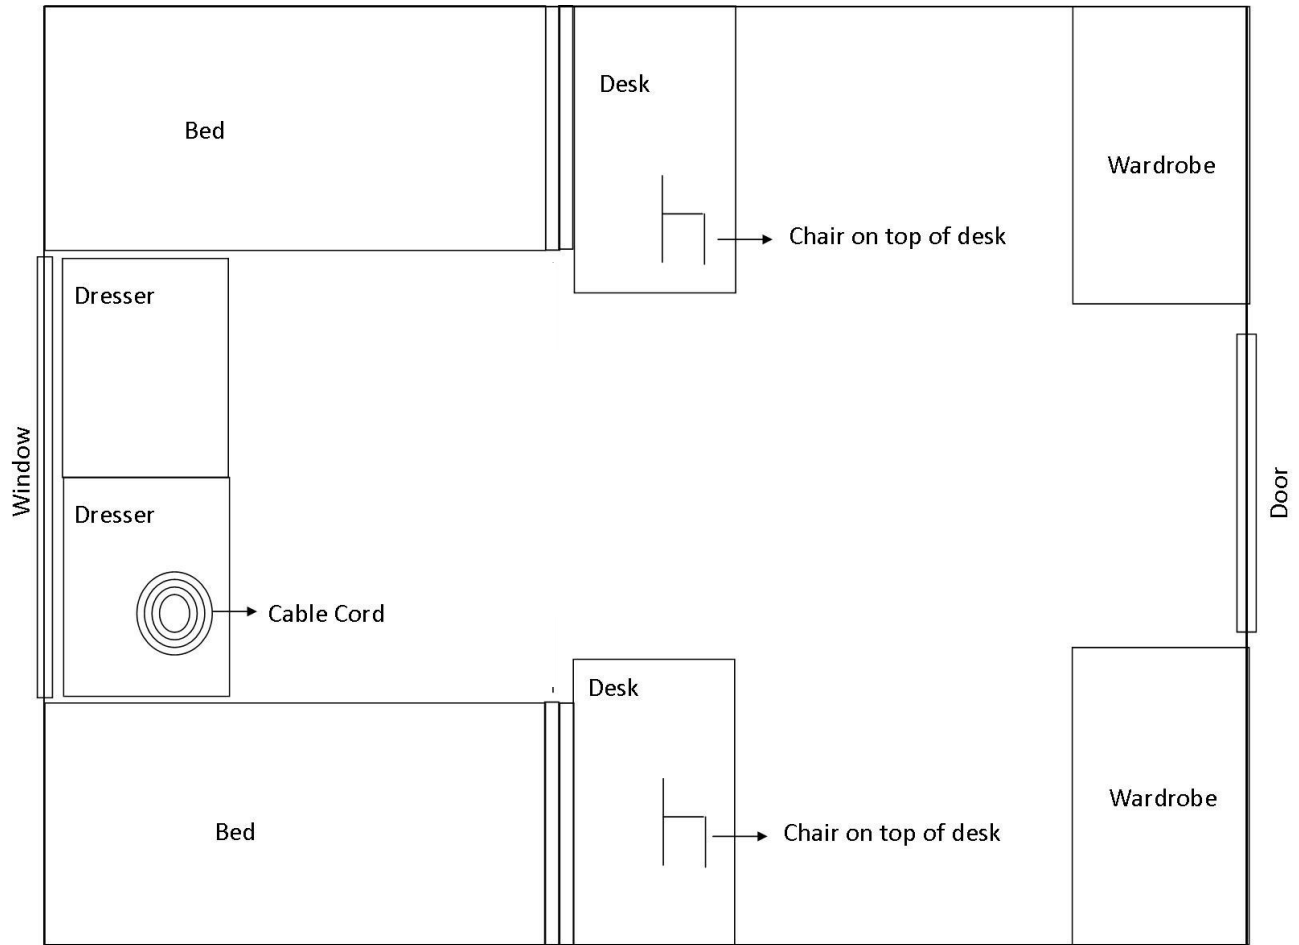 Desk
Bed
Wardrobe
Chair on top of desk
Dresser
Window
Door
Dresser
Cable Cord
Desk
Wardrobe
Bed
Chair on top of desk